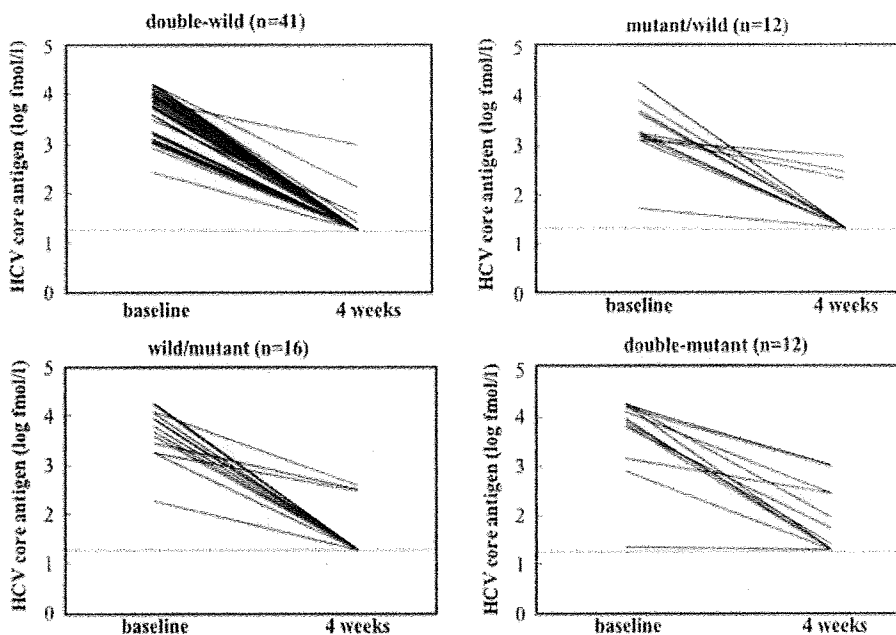 double-wild (n=41)
HCV core antigen (log fmol/l)
5
4
3
2
1
0
baseline 4 weeks
mutant/wild (n=12)
HCV core antigen (log fmol/l)
5
4
3
2
1
0
baseline 4 weeks
wild/mutant (n=16)
HCV core antigen (log fmol/l)
5
4
3
2
1
0
baseline 4 weeks
double-mutant (n=12)
HCV core antigen (log fmol/l)
5
4
3
2
1
0
baseline 4 weeks